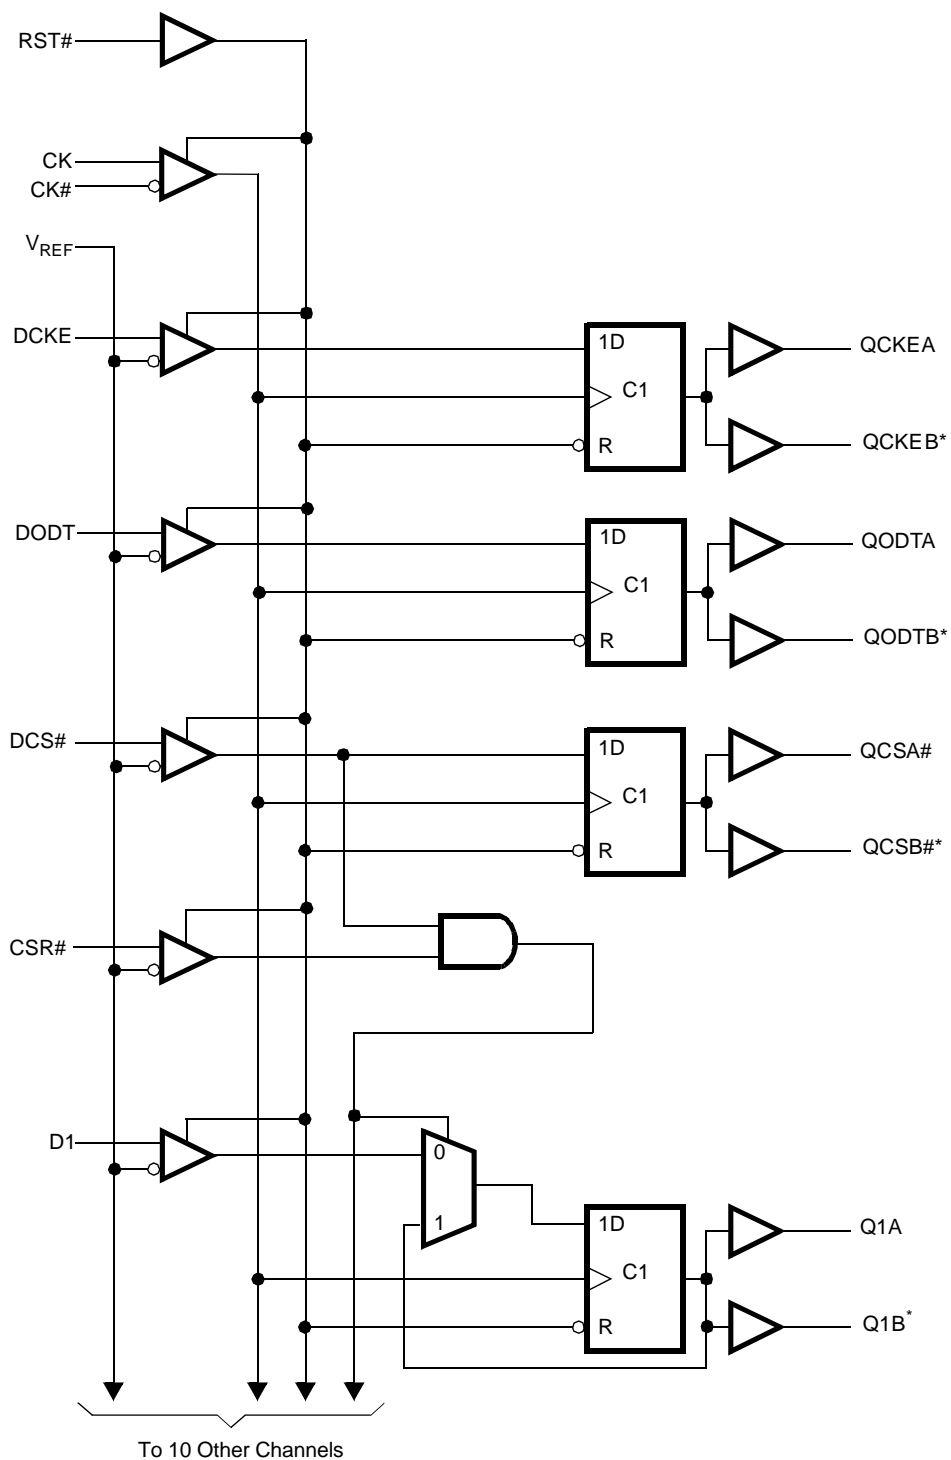 RST#
CK
CK#
VREF
DCKE
1D
C1
R
QCKEA
QCKEB*
DODT
1D
C1
R
QODTA
QODTB*
DCS#
1D
C1
R
QCSA#
QCSB#*
CSR#
D1
0
1
1D
C1
R
Q1A
Q1B*
To 10 Other Channels